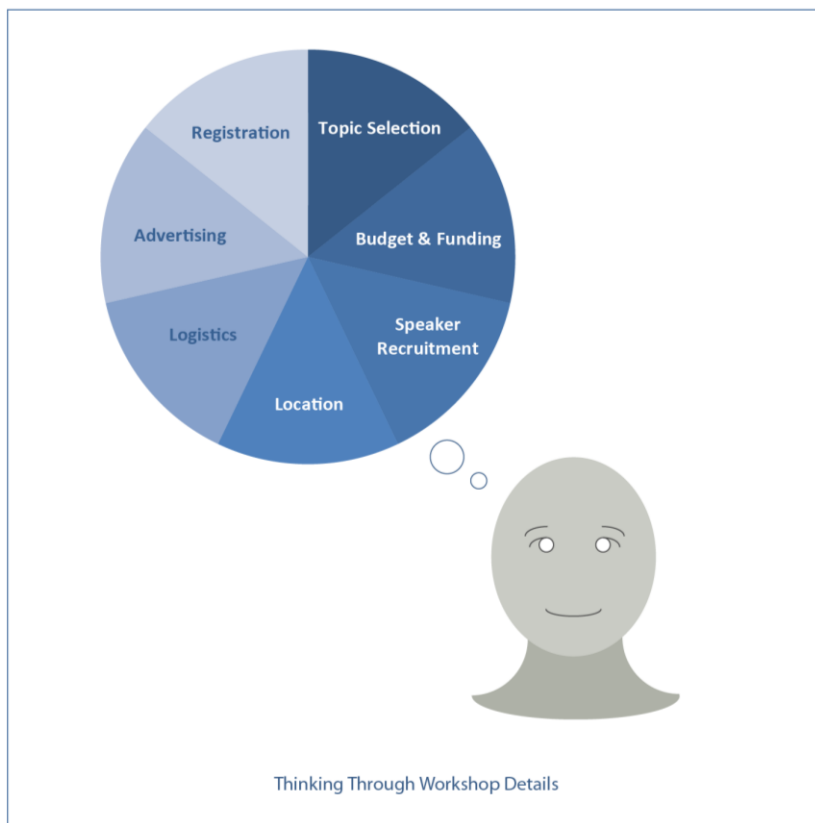 Topic Selection
Budget & Funding
Speaker
Recruitment
Location
Logistics
Advertising
Registration
Thinking Through Workshop Details